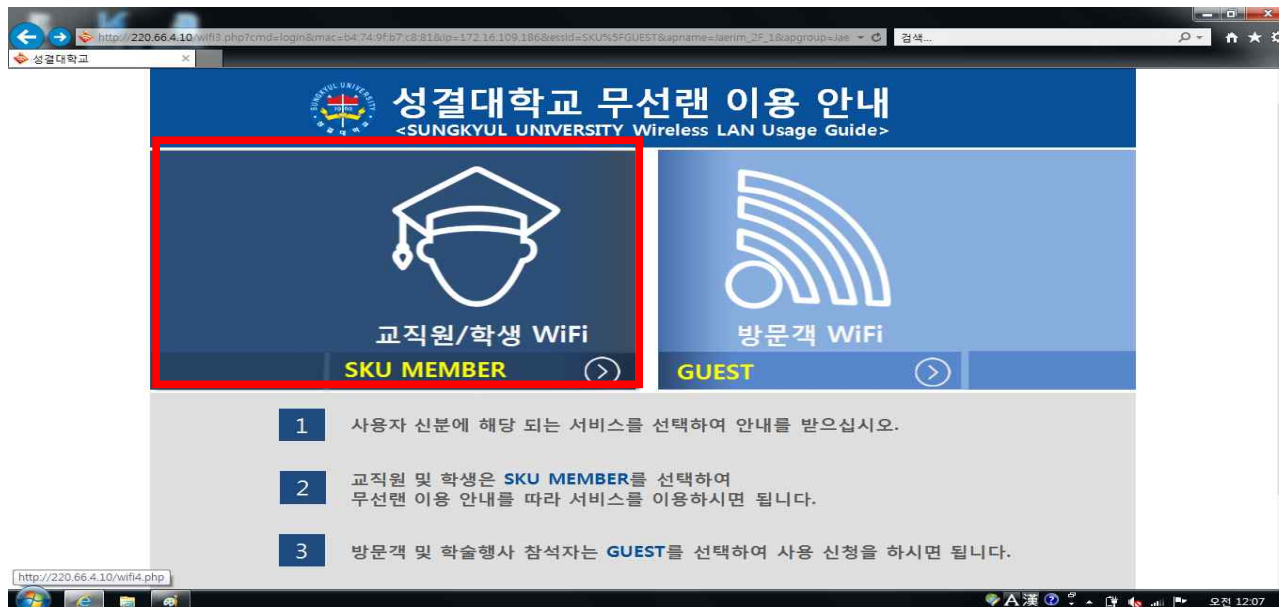 http://220.66.4.10/wifi3.php?cmd=login&mac=b4:74:9f:b7:c8:81&ip=172.16.109.186&essid=SKU%5FGUEST&apname=Jaerim_2F_1&apgroup=Jae
검색...
성결대학교
성결대학교 무선랜 이용 안내
<SUNGKYUL UNIVERSITY Wireless LAN Usage Guide>
교직원/학생 WiFi
방문객 WiFi
SKU MEMBER
GUEST
1 사용자 신분에 해당 되는 서비스를 선택하여 안내를 받으십시오.
2 교직원 및 학생은 SKU MEMBER를 선택하여
무선랜 이용 안내를 따라 서비스를 이용하시면 됩니다.
3 방문객 및 학술행사 참석자는 GUEST를 선택하여 사용 신청을 하시면 됩니다.
http://220.66.4.10/wifi4.php
A 漢
오전 12:07